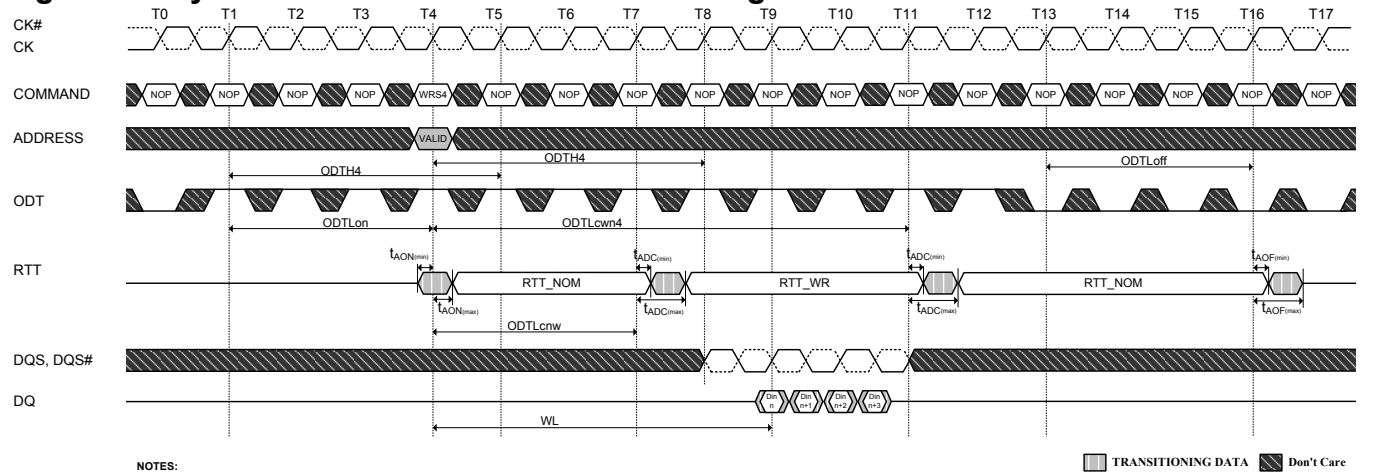 T0 T1 T2 T3 T4 T5 T6 T7 T8 T9 T10 T11 T12 T13 T14 T15 T16 T17
CK#
CK
COMMAND NOP NOP NOP NOP WRS4 NOP NOP NOP NOP NOP NOP NOP NOP NOP NOP NOP NOP NOP
ADDRESS VALID
ODTH4 ODTLoff
ODTH4
ODT
ODTLon ODTLcwn4
tAON(min) tADC(min) tADC(min) tAOF(min)
RTT RTT_NOM RTT_WR RTT_NOM
tAON(max) tADC(max) tADC(max) tAOF(max)
ODTLcnw
DQS, DQS#
DQ Din n Din n+1 Din n+2 Din n+3
WL
NOTES: TRANSITIONING DATA Don't Care